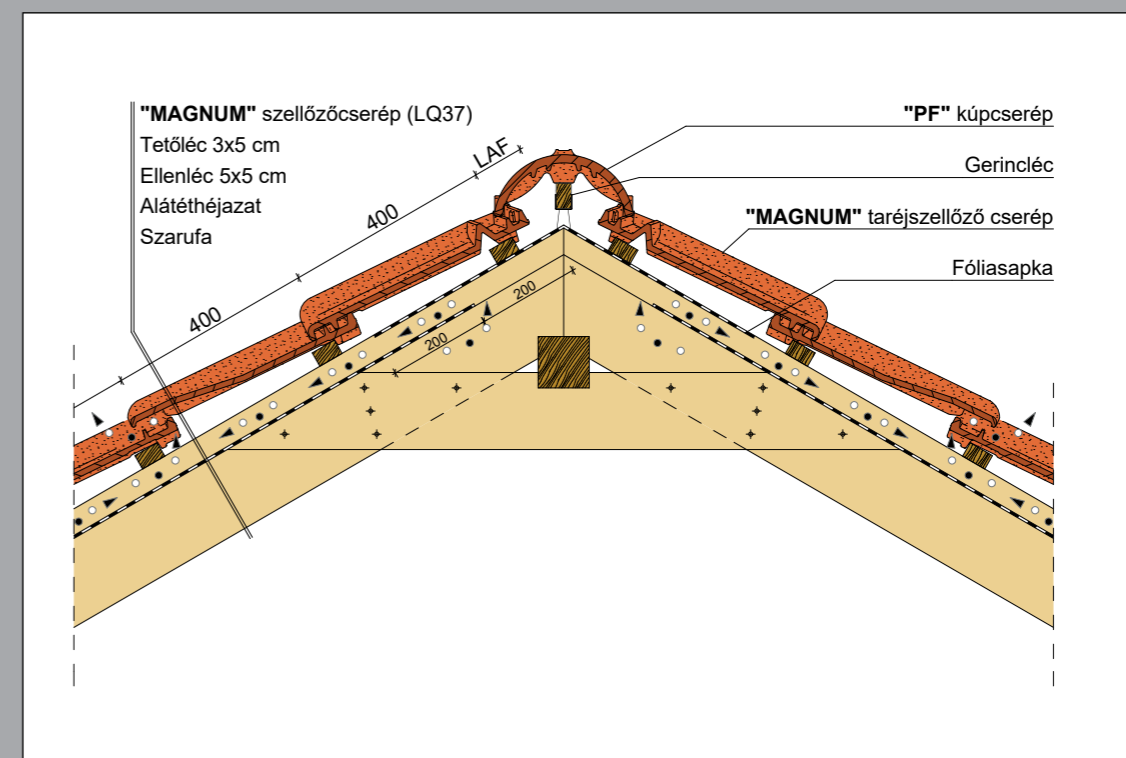 "MAGNUM" szellőzőcserép (LQ37)
Tetőléc 3x5 cm
Ellenléc 5x5 cm
Alátéthéjazat
Szarufa
"PF" kúpcserép
Gerincléc
"MAGNUM" taréjszellőző cserép
Fóliasapka
LAF
400
400
200
200